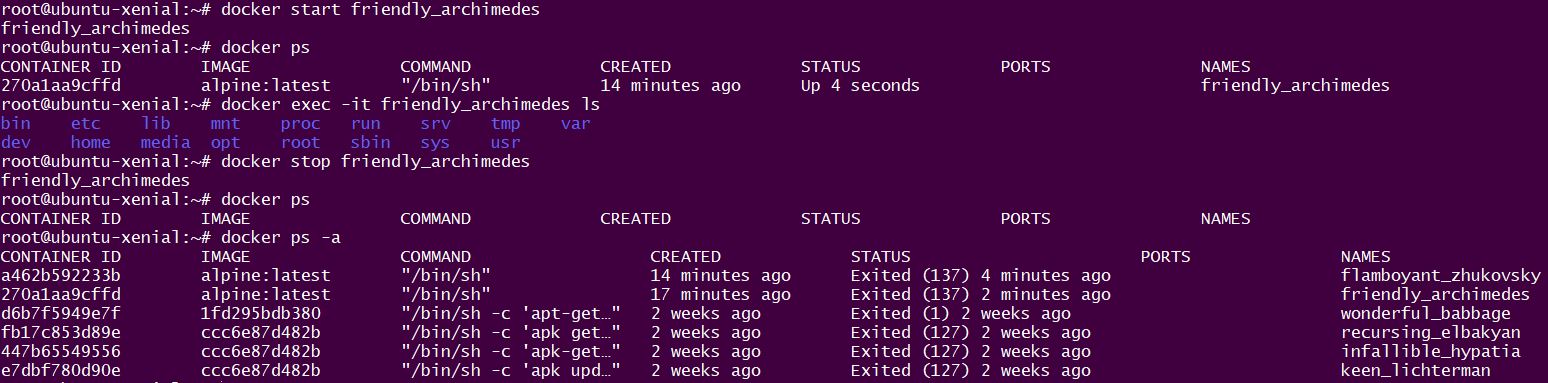 root@ubuntu-xenial:~# docker start friendly_archimedes
friendly_archimedes
root@ubuntu-xenial:~# docker ps
CONTAINER ID        IMAGE               COMMAND             CREATED             STATUS              PORTS               NAMES
270a1aa9cffd        alpine:latest       "/bin/sh"           14 minutes ago      Up 4 seconds                            friendly_archimedes
root@ubuntu-xenial:~# docker exec -it friendly_archimedes ls
bin    etc    lib    mnt    proc   run    srv    tmp    var
dev    home   media  opt    root   sbin   sys    usr
root@ubuntu-xenial:~# docker stop friendly_archimedes
friendly_archimedes
root@ubuntu-xenial:~# docker ps
CONTAINER ID        IMAGE               COMMAND             CREATED             STATUS              PORTS               NAMES
root@ubuntu-xenial:~# docker ps -a
CONTAINER ID        IMAGE               COMMAND                  CREATED             STATUS                       PORTS               NAMES
a462b592233b        alpine:latest       "/bin/sh"                14 minutes ago      Exited (137) 4 minutes ago                       flamboyant_zhukovsky
270a1aa9cffd        alpine:latest       "/bin/sh"                17 minutes ago      Exited (137) 2 minutes ago                       friendly_archimedes
d6b7f5949e7f        1fd295bdb380        "/bin/sh -c 'apt-get…"   2 weeks ago         Exited (1) 2 weeks ago                           wonderful_babbage
fb17c853d89e        ccc6e87d482b        "/bin/sh -c 'apk get…"   2 weeks ago         Exited (127) 2 weeks ago                         recursing_elbakyan
447b65549556        ccc6e87d482b        "/bin/sh -c 'apk-get…"   2 weeks ago         Exited (127) 2 weeks ago                         infallible_hypatia
e7dbf780d90e        ccc6e87d482b        "/bin/sh -c 'apk upd…"   2 weeks ago         Exited (127) 2 weeks ago                         keen_lichterman